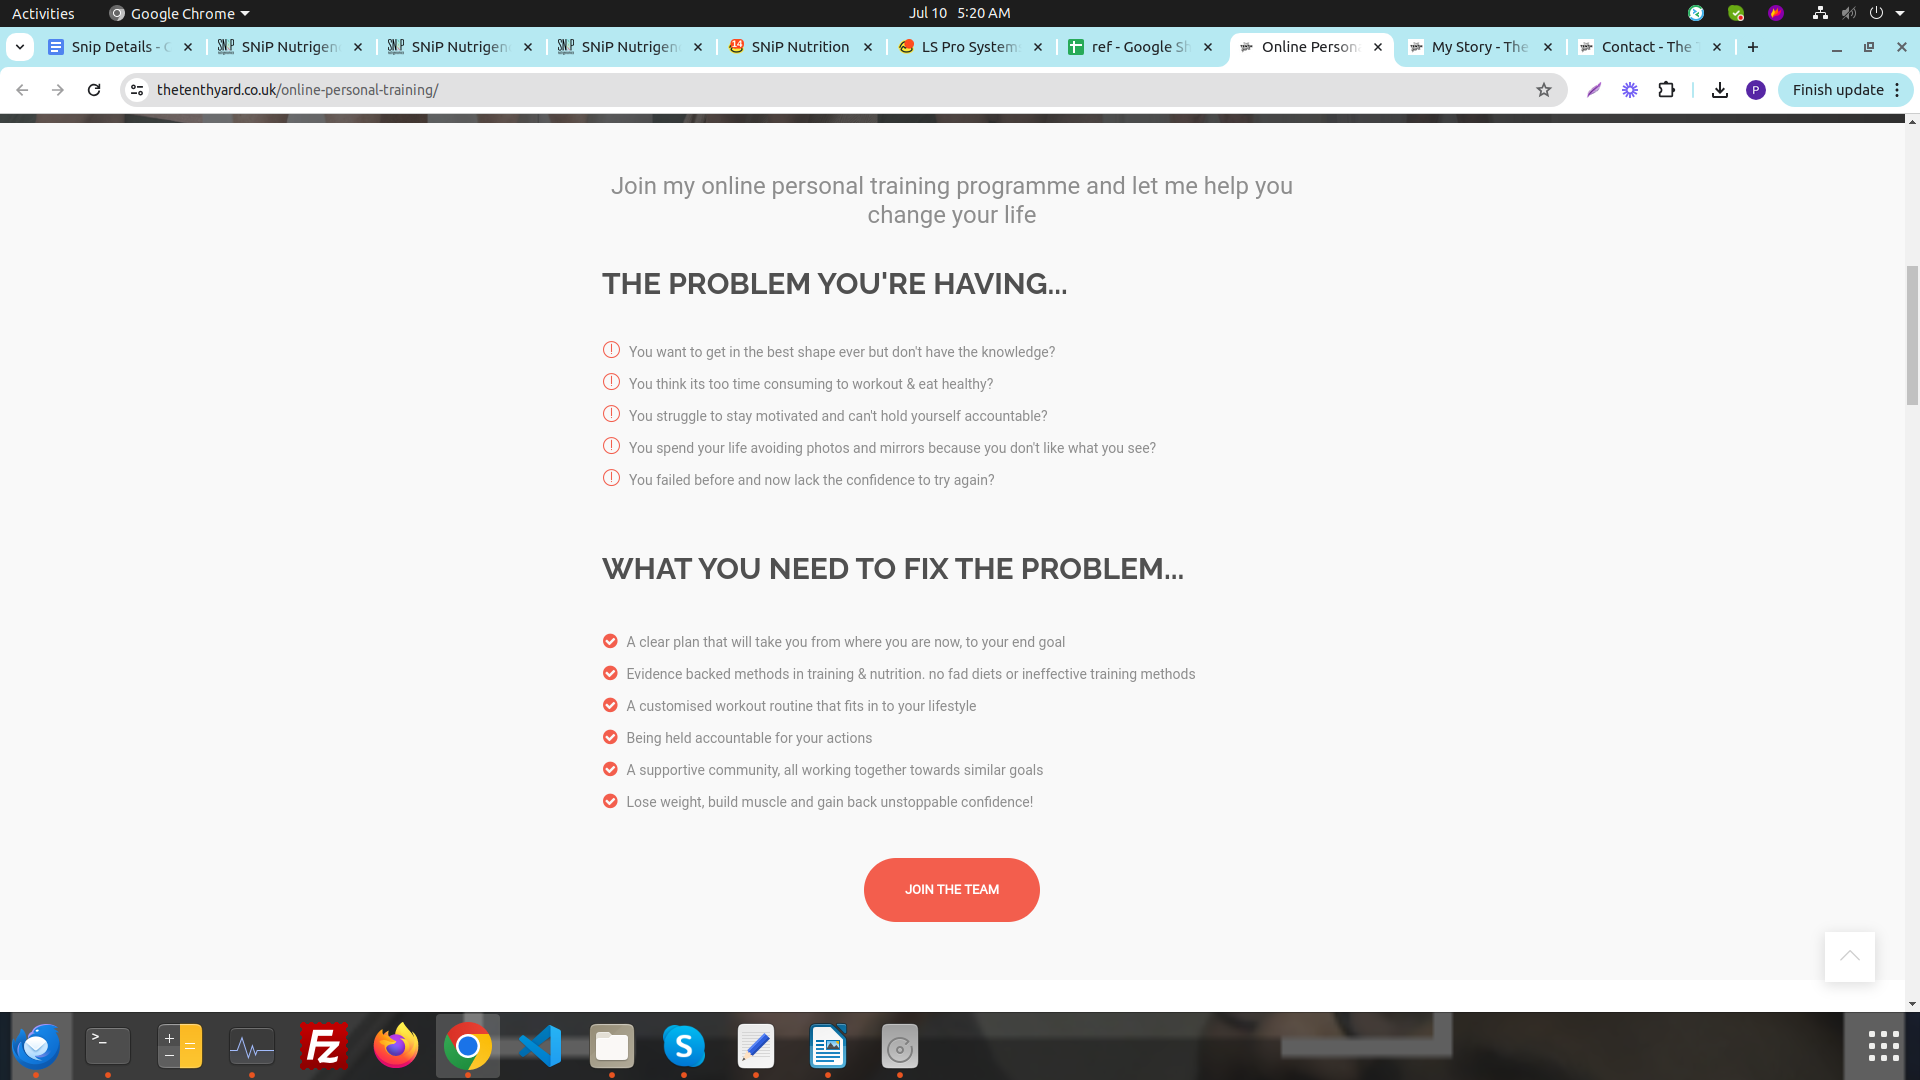 Activities
Google Chrome
Jul 10 5:20 AM
Snip Details -
SNiP Nutrigen
SNiP Nutrigen
SNiP Nutrigen
14
SNiP Nutrition
LS Pro System
ref - Google Sh
Online Person
My Story - The
Contact - The
thetenthyard.co.uk/online-personal-training/
P
Finish update
Join my online personal training programme and let me help you
change your life
THE PROBLEM YOU'RE HAVING...
You want to get in the best shape ever but don't have the knowledge?
You think its too time consuming to workout & eat healthy?
You struggle to stay motivated and can't hold yourself accountable?
You spend your life avoiding photos and mirrors because you don't like what you see?
You failed before and now lack the confidence to try again?
WHAT YOU NEED TO FIX THE PROBLEM...
A clear plan that will take you from where you are now, to your end goal
Evidence backed methods in training & nutrition. no fad diets or ineffective training methods
A customised workout routine that fits in to your lifestyle
Being held accountable for your actions
A supportive community, all working together towards similar goals
Lose weight, build muscle and gain back unstoppable confidence!
JOIN THE TEAM